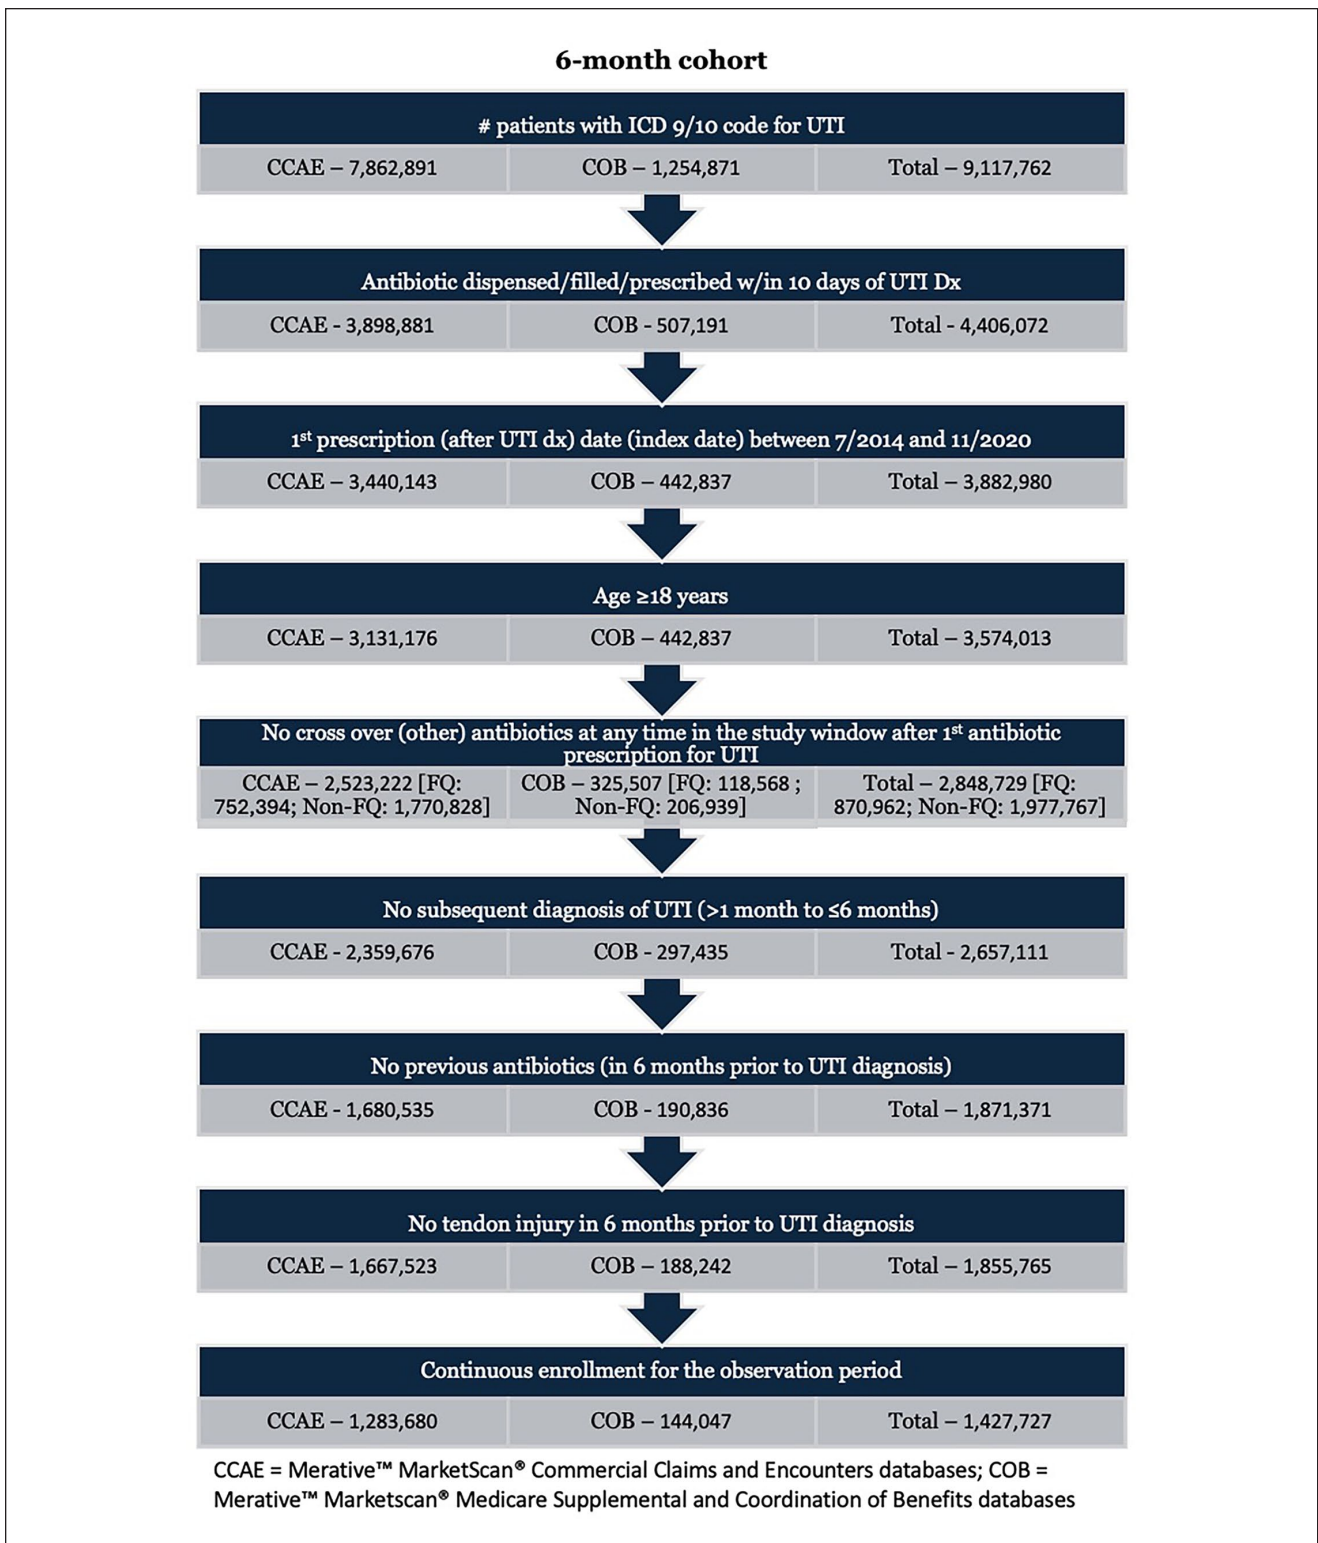 6-month cohort
# patients with ICD 9/10 code for UTI
CCAE – 7,862,891 COB – 1,254,871 Total – 9,117,762
Antibiotic dispensed/filled/prescribed w/in 10 days of UTI Dx
CCAE - 3,898,881 COB - 507,191 Total - 4,406,072
1st prescription (after UTI dx) date (index date) between 7/2014 and 11/2020
CCAE – 3,440,143 COB – 442,837 Total – 3,882,980
Age ≥18 years
CCAE – 3,131,176 COB – 442,837 Total – 3,574,013
No cross over (other) antibiotics at any time in the study window after 1st antibiotic
prescription for UTI
CCAE – 2,523,222 [FQ: COB – 325,507 [FQ: 118,568 ; Total – 2,848,729 [FQ:
752,394; Non-FQ: 1,770,828] Non-FQ: 206,939] 870,962; Non-FQ: 1,977,767]
No subsequent diagnosis of UTI (>1 month to ≤6 months)
CCAE - 2,359,676 COB - 297,435 Total - 2,657,111
No previous antibiotics (in 6 months prior to UTI diagnosis)
CCAE - 1,680,535 COB - 190,836 Total – 1,871,371
No tendon injury in 6 months prior to UTI diagnosis
CCAE – 1,667,523 COB – 188,242 Total – 1,855,765
Continuous enrollment for the observation period
CCAE – 1,283,680 COB – 144,047 Total – 1,427,727
CCAE = Merative™ MarketScan® Commercial Claims and Encounters databases; COB =
Merative™ Marketscan® Medicare Supplemental and Coordination of Benefits databases